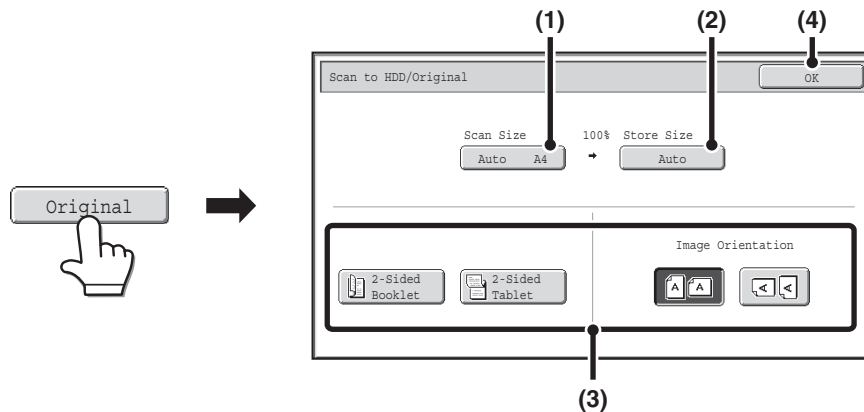 (1) (2) (4)
Scan to HDD/Original OK
Scan Size 100% Store Size
Auto A4 Auto
Original
Image Orientation
2-Sided
Booklet
2-Sided
Tablet
A A A A
(3)